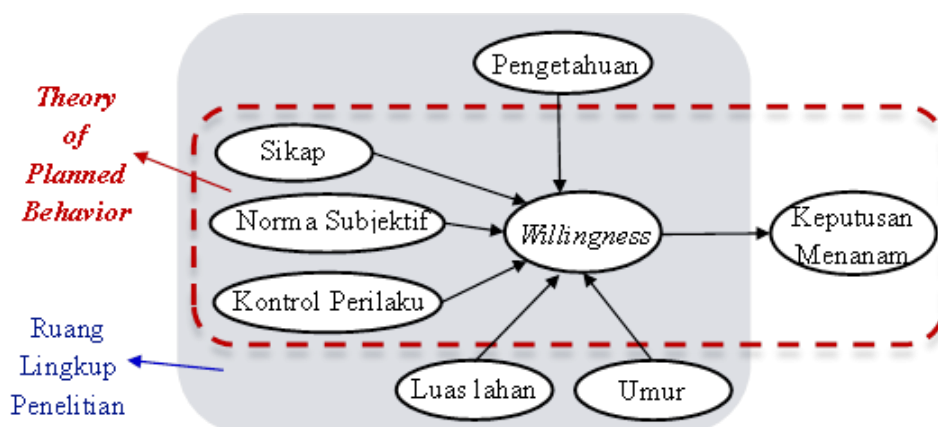 Pengetahuan
Theory
of
Planned
Behavior
Sikap
Norma Subjektif
Willingness
Keputusan
Menanam
Kontrol Perilaku
Ruang
Lingkup
Penelitian
Luas lahan
Umur